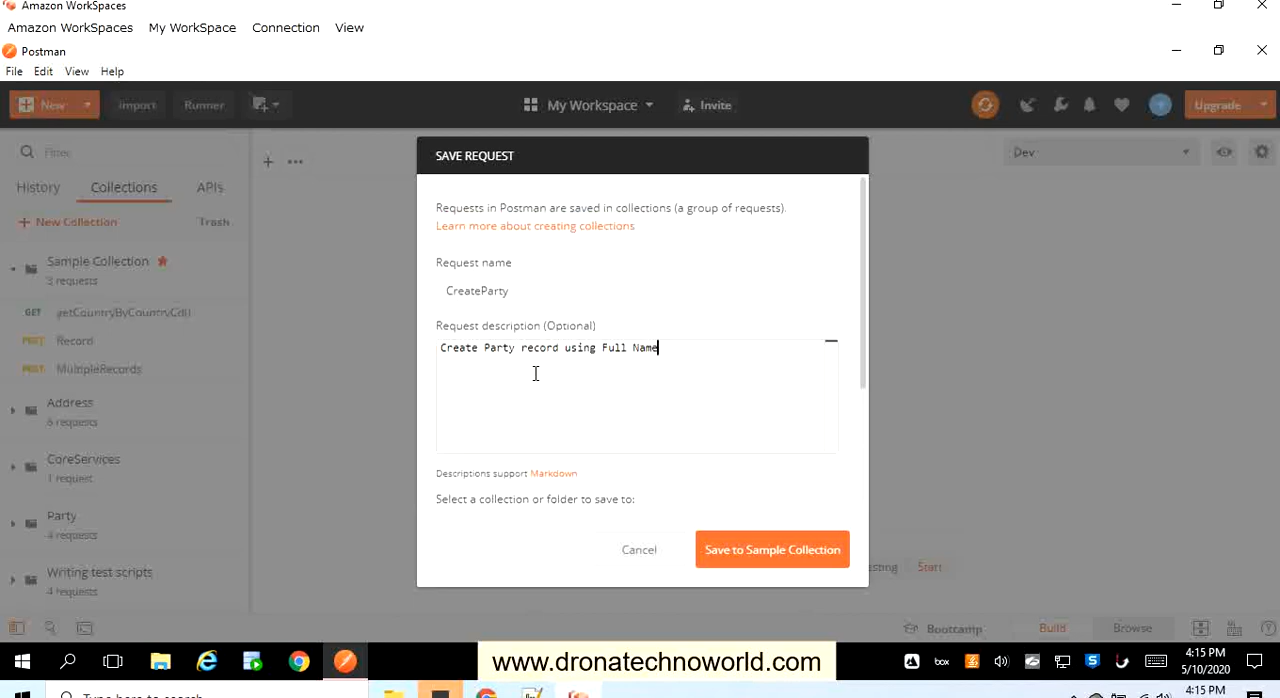 Amazon WorkSpaces
Amazon WorkSpaces My WorkSpace Connection View
Postman
File Edit View Help
New Import Runner My Workspace Invite Upgrade
Filter
History Collections APIs
+ New Collection Trash
Sample Collection
3 requests
GET getCountryByCountryCd()
POST Record
POST MultipleRecords
Address
6 requests
CoreServices
1 request
Party
4 requests
Writing test scripts
4 requests
+ •••
Dev
SAVE REQUEST
Requests in Postman are saved in collections (a group of requests).
Learn more about creating collections
Request name
CreateParty
Request description (Optional)
Create Party record using Full Name
Descriptions support Markdown
Select a collection or folder to save to:
Cancel Save to Sample Collection
Start
Bootcamp Build Browse
www.dronatechnoworld.com
box
4:15 PM
5/10/2020
4:15 PM